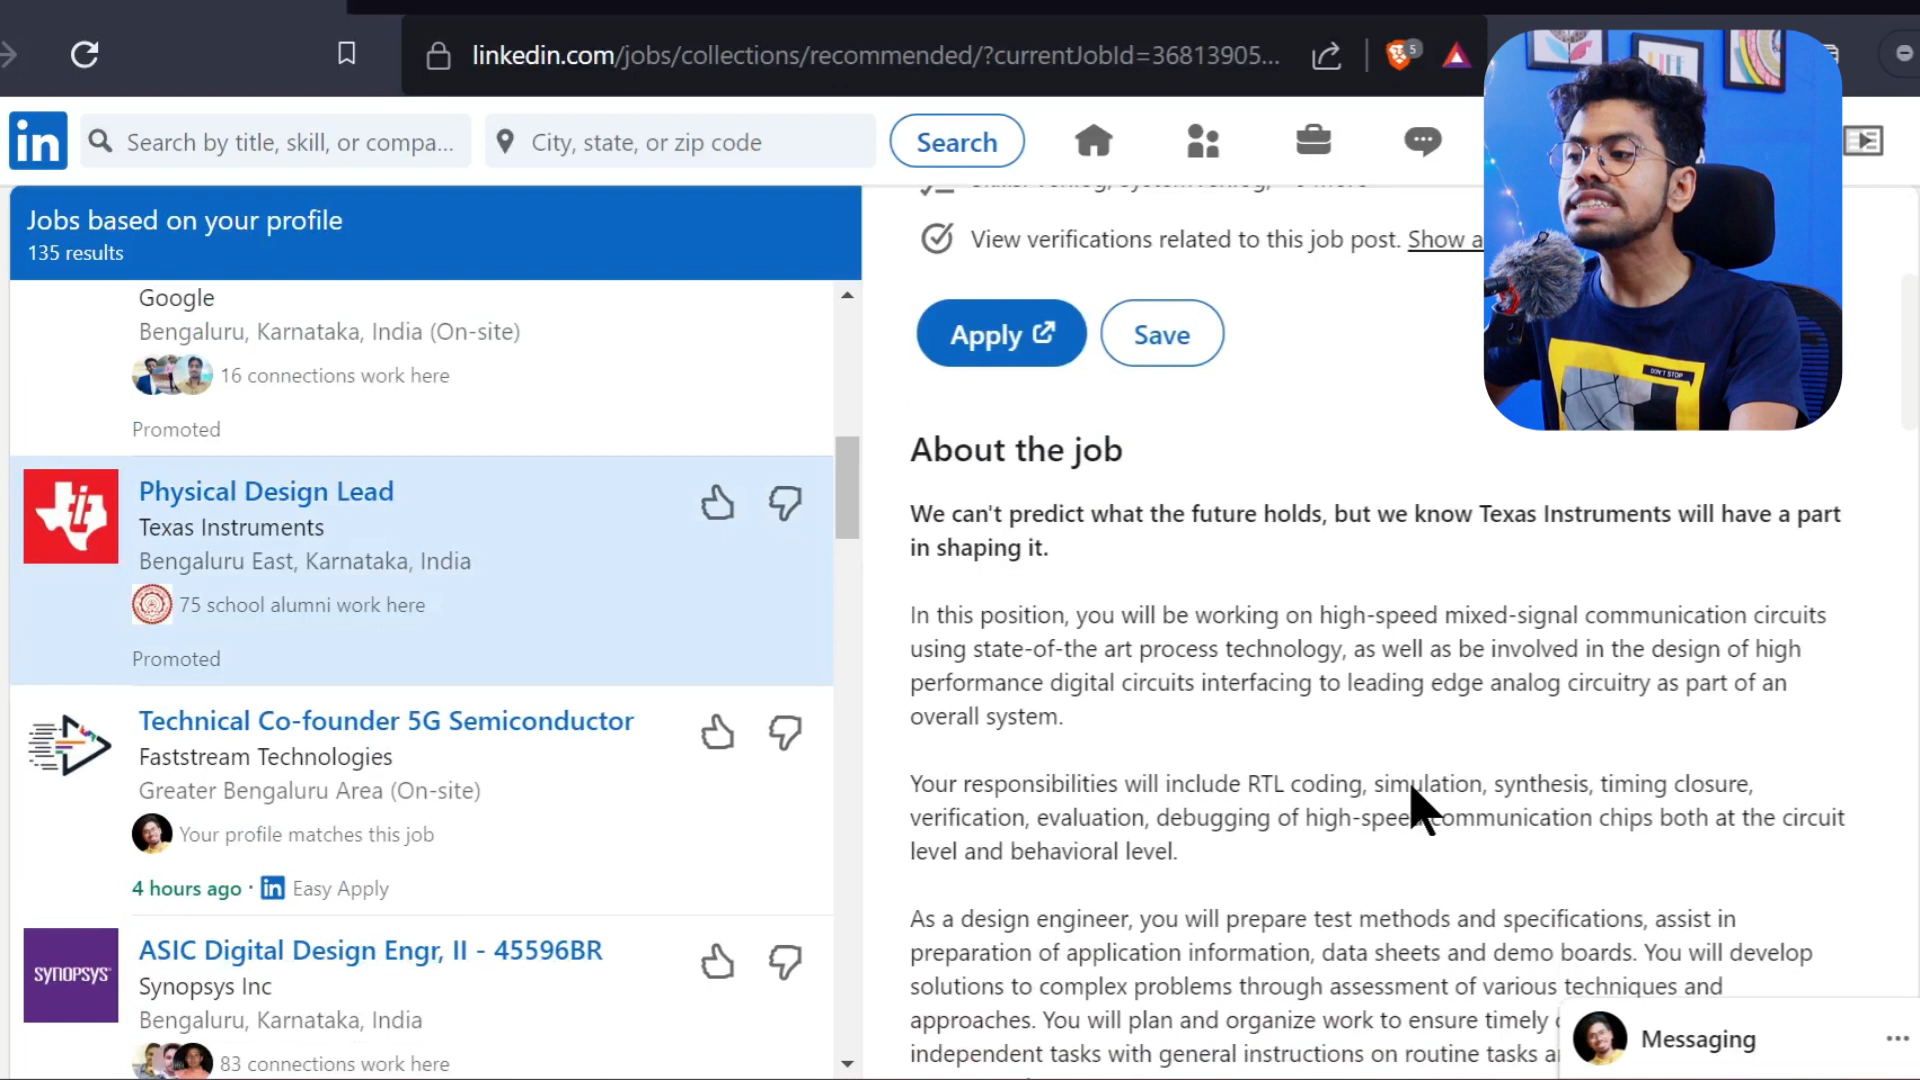 linkedin.com/jobs/collections/recommended/?currentJobId=36813905...
5
in
Search by title, skill, or compa...
City, state, or zip code
Search
Jobs based on your profile
135 results
Google
Bengaluru, Karnataka, India (On-site)
16 connections work here
Promoted
Physical Design Lead
Texas Instruments
Bengaluru East, Karnataka, India
75 school alumni work here
Promoted
Technical Co-founder 5G Semiconductor
Faststream Technologies
Greater Bengaluru Area (On-site)
Your profile matches this job
4 hours ago · in Easy Apply
SYNOPSYS
ASIC Digital Design Engr, II - 45596BR
Synopsys Inc
Bengaluru, Karnataka, India
83 connections work here
View verifications related to this job post. Show a
Apply
Save
About the job
We can't predict what the future holds, but we know Texas Instruments will have a part
in shaping it.
In this position, you will be working on high-speed mixed-signal communication circuits
using state-of-the art process technology, as well as be involved in the design of high
performance digital circuits interfacing to leading edge analog circuitry as part of an
overall system.
Your responsibilities will include RTL coding, simulation, synthesis, timing closure,
verification, evaluation, debugging of high-speed communication chips both at the circuit
level and behavioral level.
As a design engineer, you will prepare test methods and specifications, assist in
preparation of application information, data sheets and demo boards. You will develop
solutions to complex problems through assessment of various techniques and
approaches. You will plan and organize work to ensure timely
independent tasks with general instructions on routine tasks
Messaging
LIFE
DON'T STOP